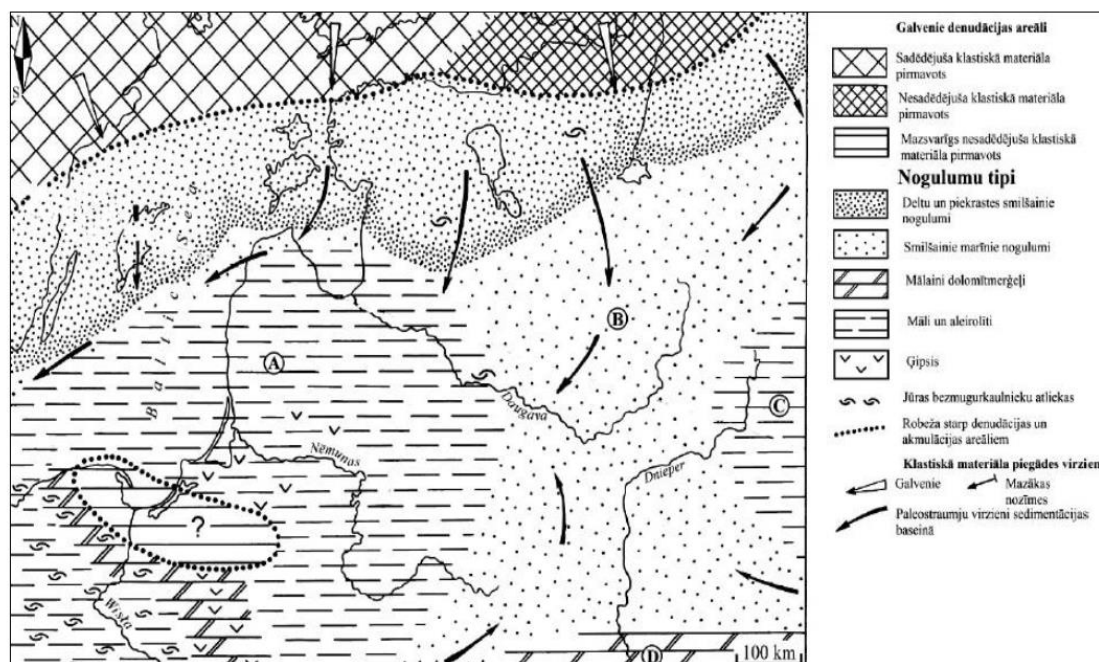 S
Baltic Sea
A
B
C
Daugava
Nemunas
Dnieper
?
Wisła
D
100 km
Galvenie denudācijas areāli
Sadēdējuša klastiskā materiāla
pirmavots
Nesadēdējuša klastiskā materiāla
pirmavots
Mazsvarīgs nesadēdējuša klastiskā
materiāla pirmavots
Nogulumu tipi
Deltu un piekrastes smilšainie
nogulumi
Smilšainie marīnie nogulumi
Mālaini dolomītmerģeļi
Māli un aleirolīti
Ģipsis
Jūras bezmugurkaulnieku atliekas
Robeža starp denudācijas un
akmulācijas areāliem
Klastiskā materiāla piegādes virzien
Galvenie
Mazākas
nozīmes
Paleostraumju virzieni sedimentācijas
baseinā